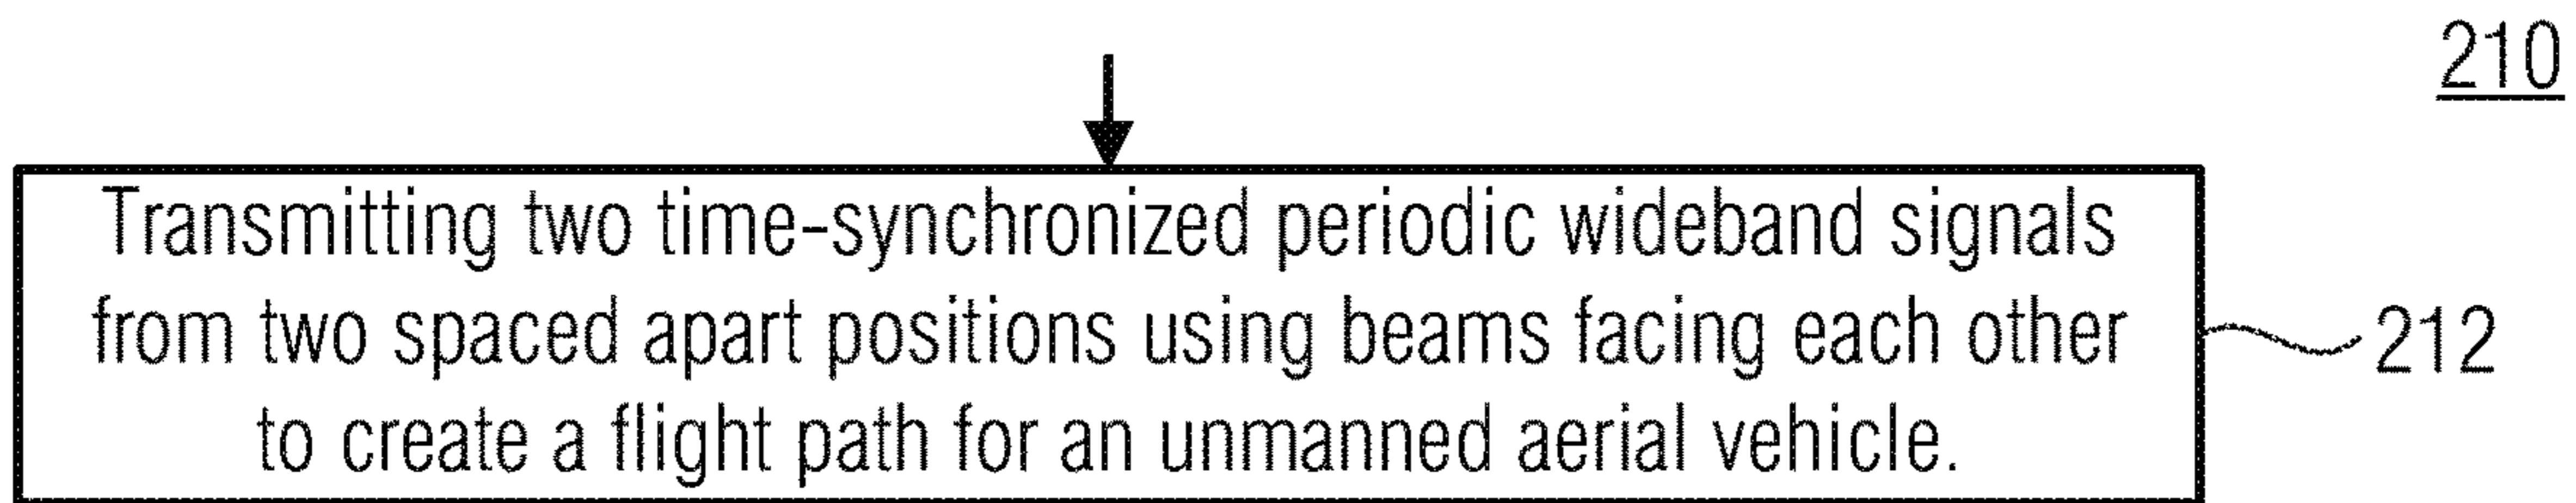 210
Transmitting two time-synchronized periodic wideband signals
from two spaced apart positions using beams facing each other
to create a flight path for an unmanned aerial vehicle.
212